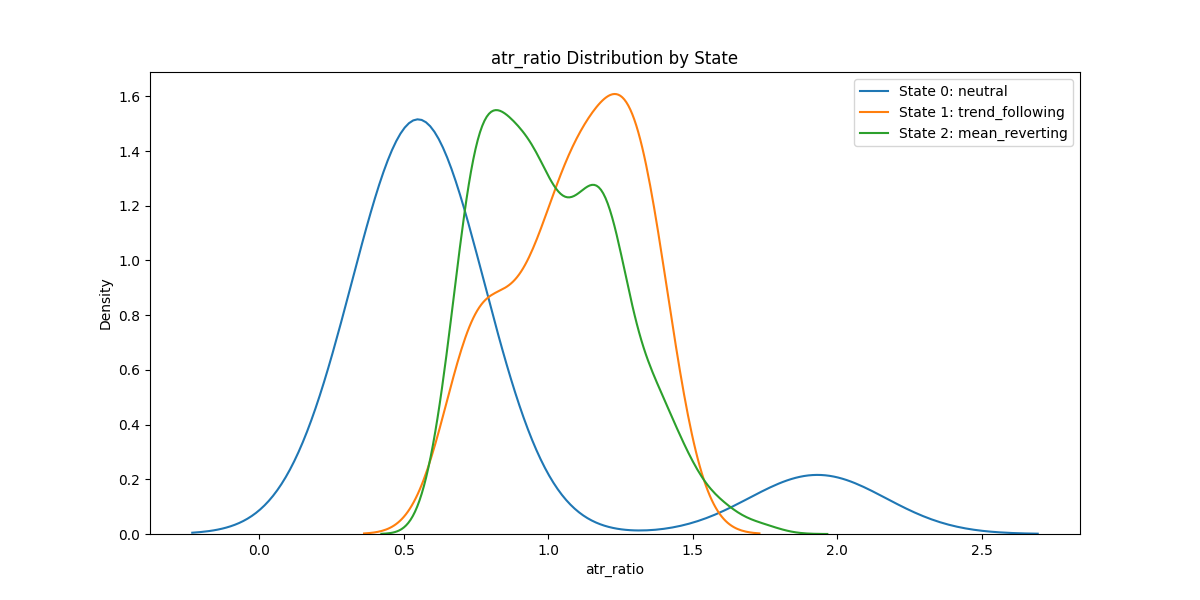 atr_ratio Distribution by State
State 0: neutral
State 1: trend_following
State 2: mean_reverting
Density
1.6
1.4
1.2
1.0
0.8
0.6
0.4
0.2
0.0
0.0 0.5 1.0 1.5 2.0 2.5
atr_ratio